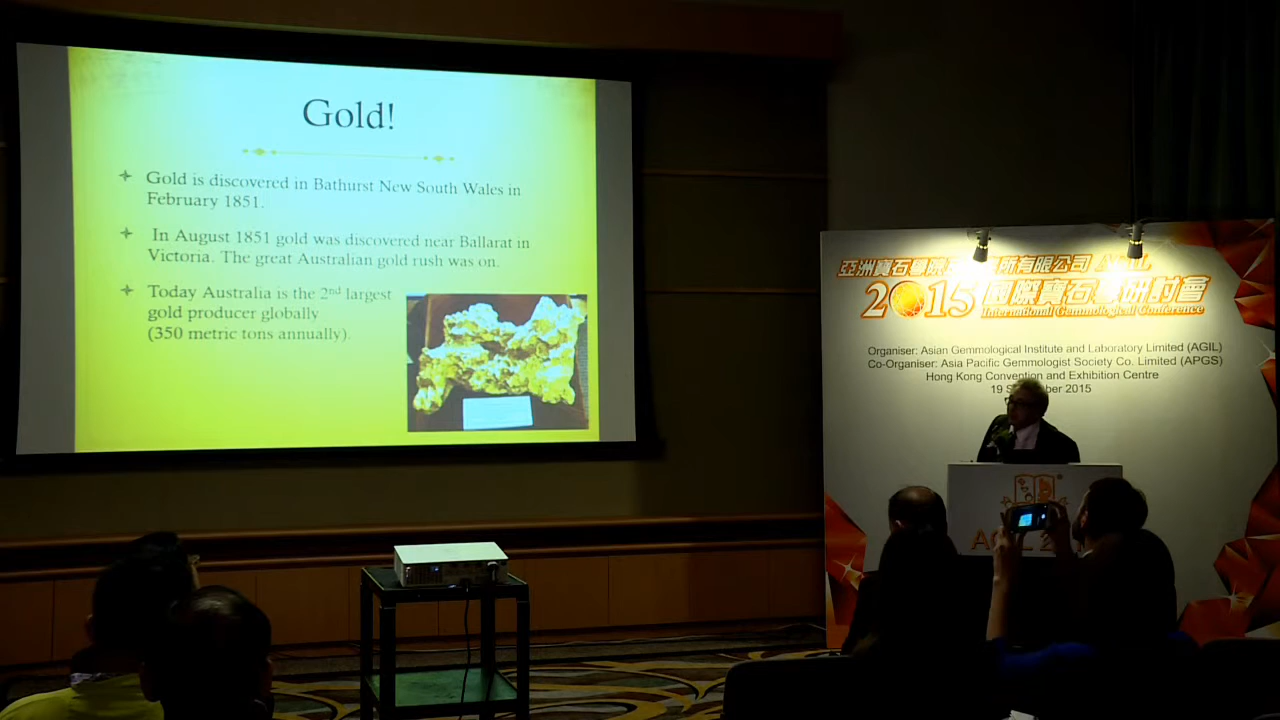 Gold!
Gold is discovered in Bathurst New South Wales in
February 1851.
In August 1851 gold was discovered near Ballarat in
Victoria. The great Australian gold rush was on.
Today Australia is the 2nd largest
gold producer globally
(350 metric tons annually).
亞洲寶石學 所有限公司
2015 國際寶石學研討會
International Gemmological Conference
Organiser: Asian Gemmological Institute and Laboratory Limited (AGIL)
Co-Organiser: Asia Pacific Gemmologist Society Co. Limited (APGS)
Hong Kong Convention and Exhibition Centre
19 2015